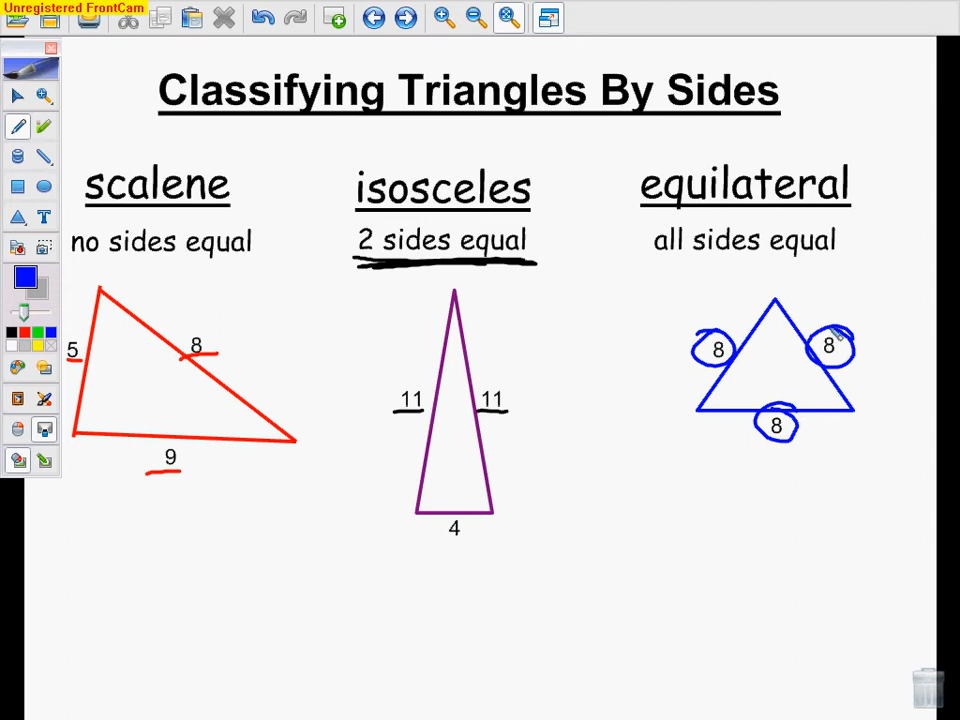 Unregistered FrontCam
Classifying Triangles By Sides
scalene
no sides equal
5
8
9
isosceles
2 sides equal
11
11
4
equilateral
all sides equal
8
8
8
T